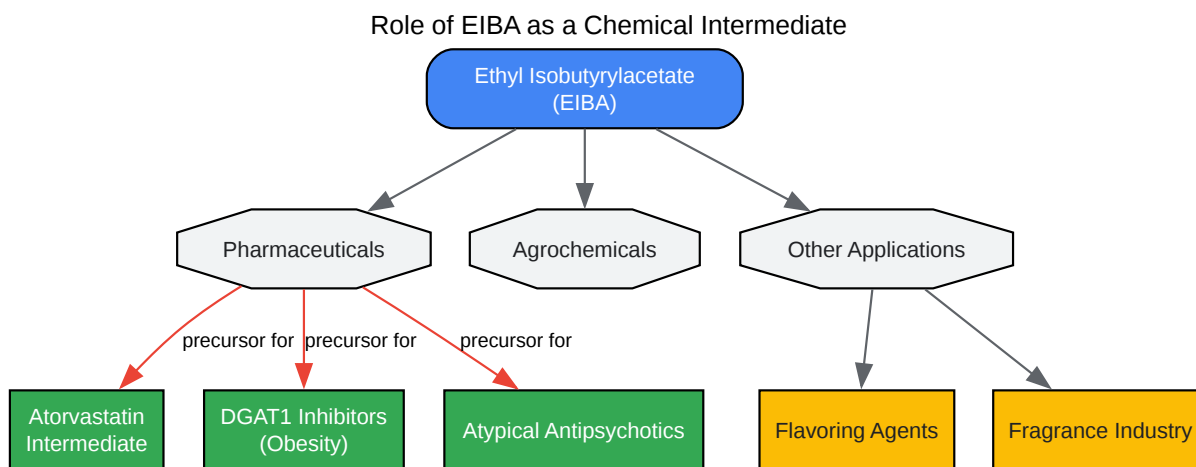 Role of EIBA as a Chemical Intermediate
Ethyl Isobutyrylacetate
(EIBA)
Pharmaceuticals
Agrochemicals
Other Applications
precursor for
precursor for
precursor for
Atorvastatin
Intermediate
DGAT1 Inhibitors
(Obesity)
Atypical Antipsychotics
Flavoring Agents
Fragrance Industry